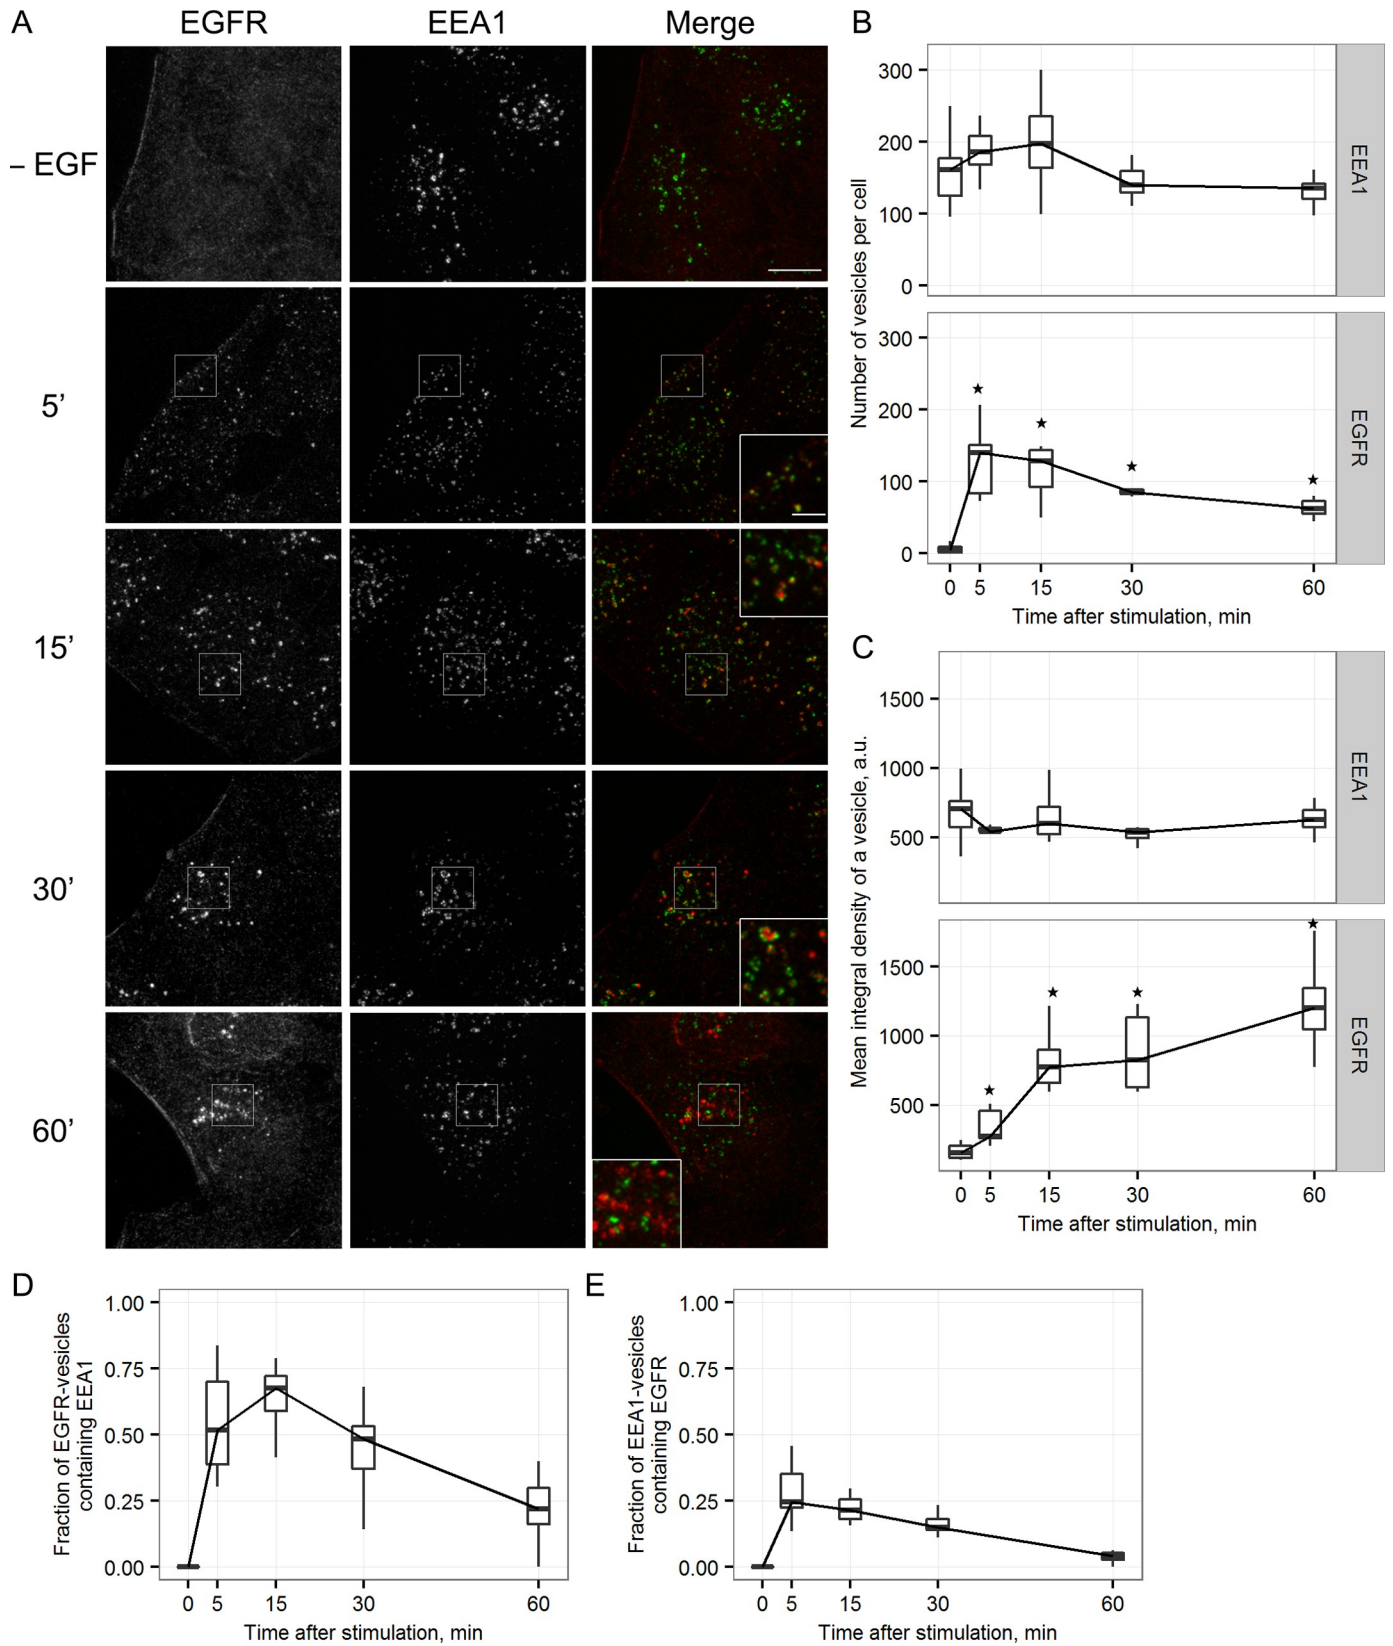 A
EGFR
EEA1
Merge
– EGF
5’
15’
30’
60’
B
Number of vesicles per cell
300
200
100
0
EEA1
300
200
100
0
EGFR
0 5 15 30 60
Time after stimulation, min
C
Mean integral density of a vesicle, a.u.
1500
1000
500
EEA1
1500
1000
500
EGFR
0 5 15 30 60
Time after stimulation, min
D
Fraction of EGFR-vesicles
containing EEA1
1.00
0.75
0.50
0.25
0.00
0 5 15 30 60
Time after stimulation, min
E
Fraction of EEA1-vesicles
containing EGFR
1.00
0.75
0.50
0.25
0.00
0 5 15 30 60
Time after stimulation, min